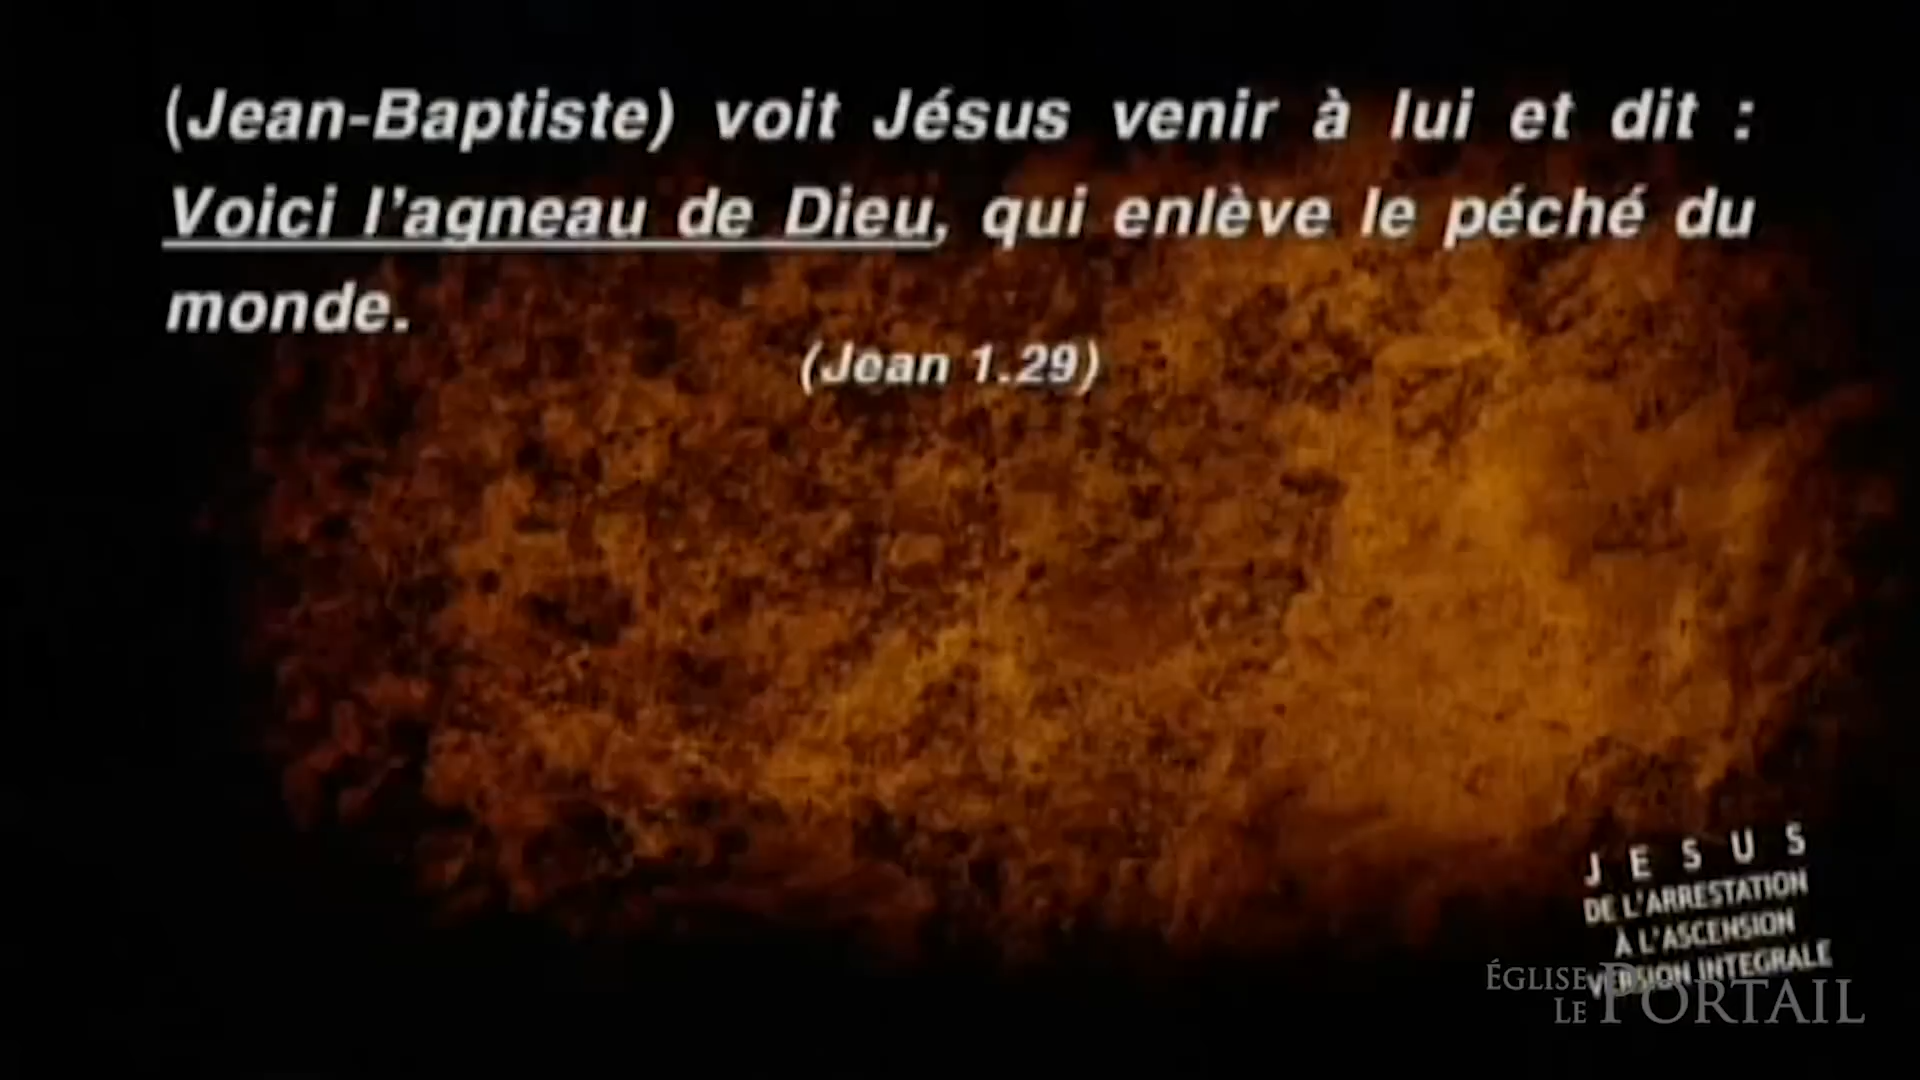 (Jean-Baptiste) voit Jésus venir à lui et dit :
Voici l'agneau de Dieu, qui enlève le péché du
monde.
(Jean 1.29)
JESUS
DE L'ARRESTATION
À L'ASCENSION
VERSION INTEGRALE
ÉGLISE
LE PORTAIL